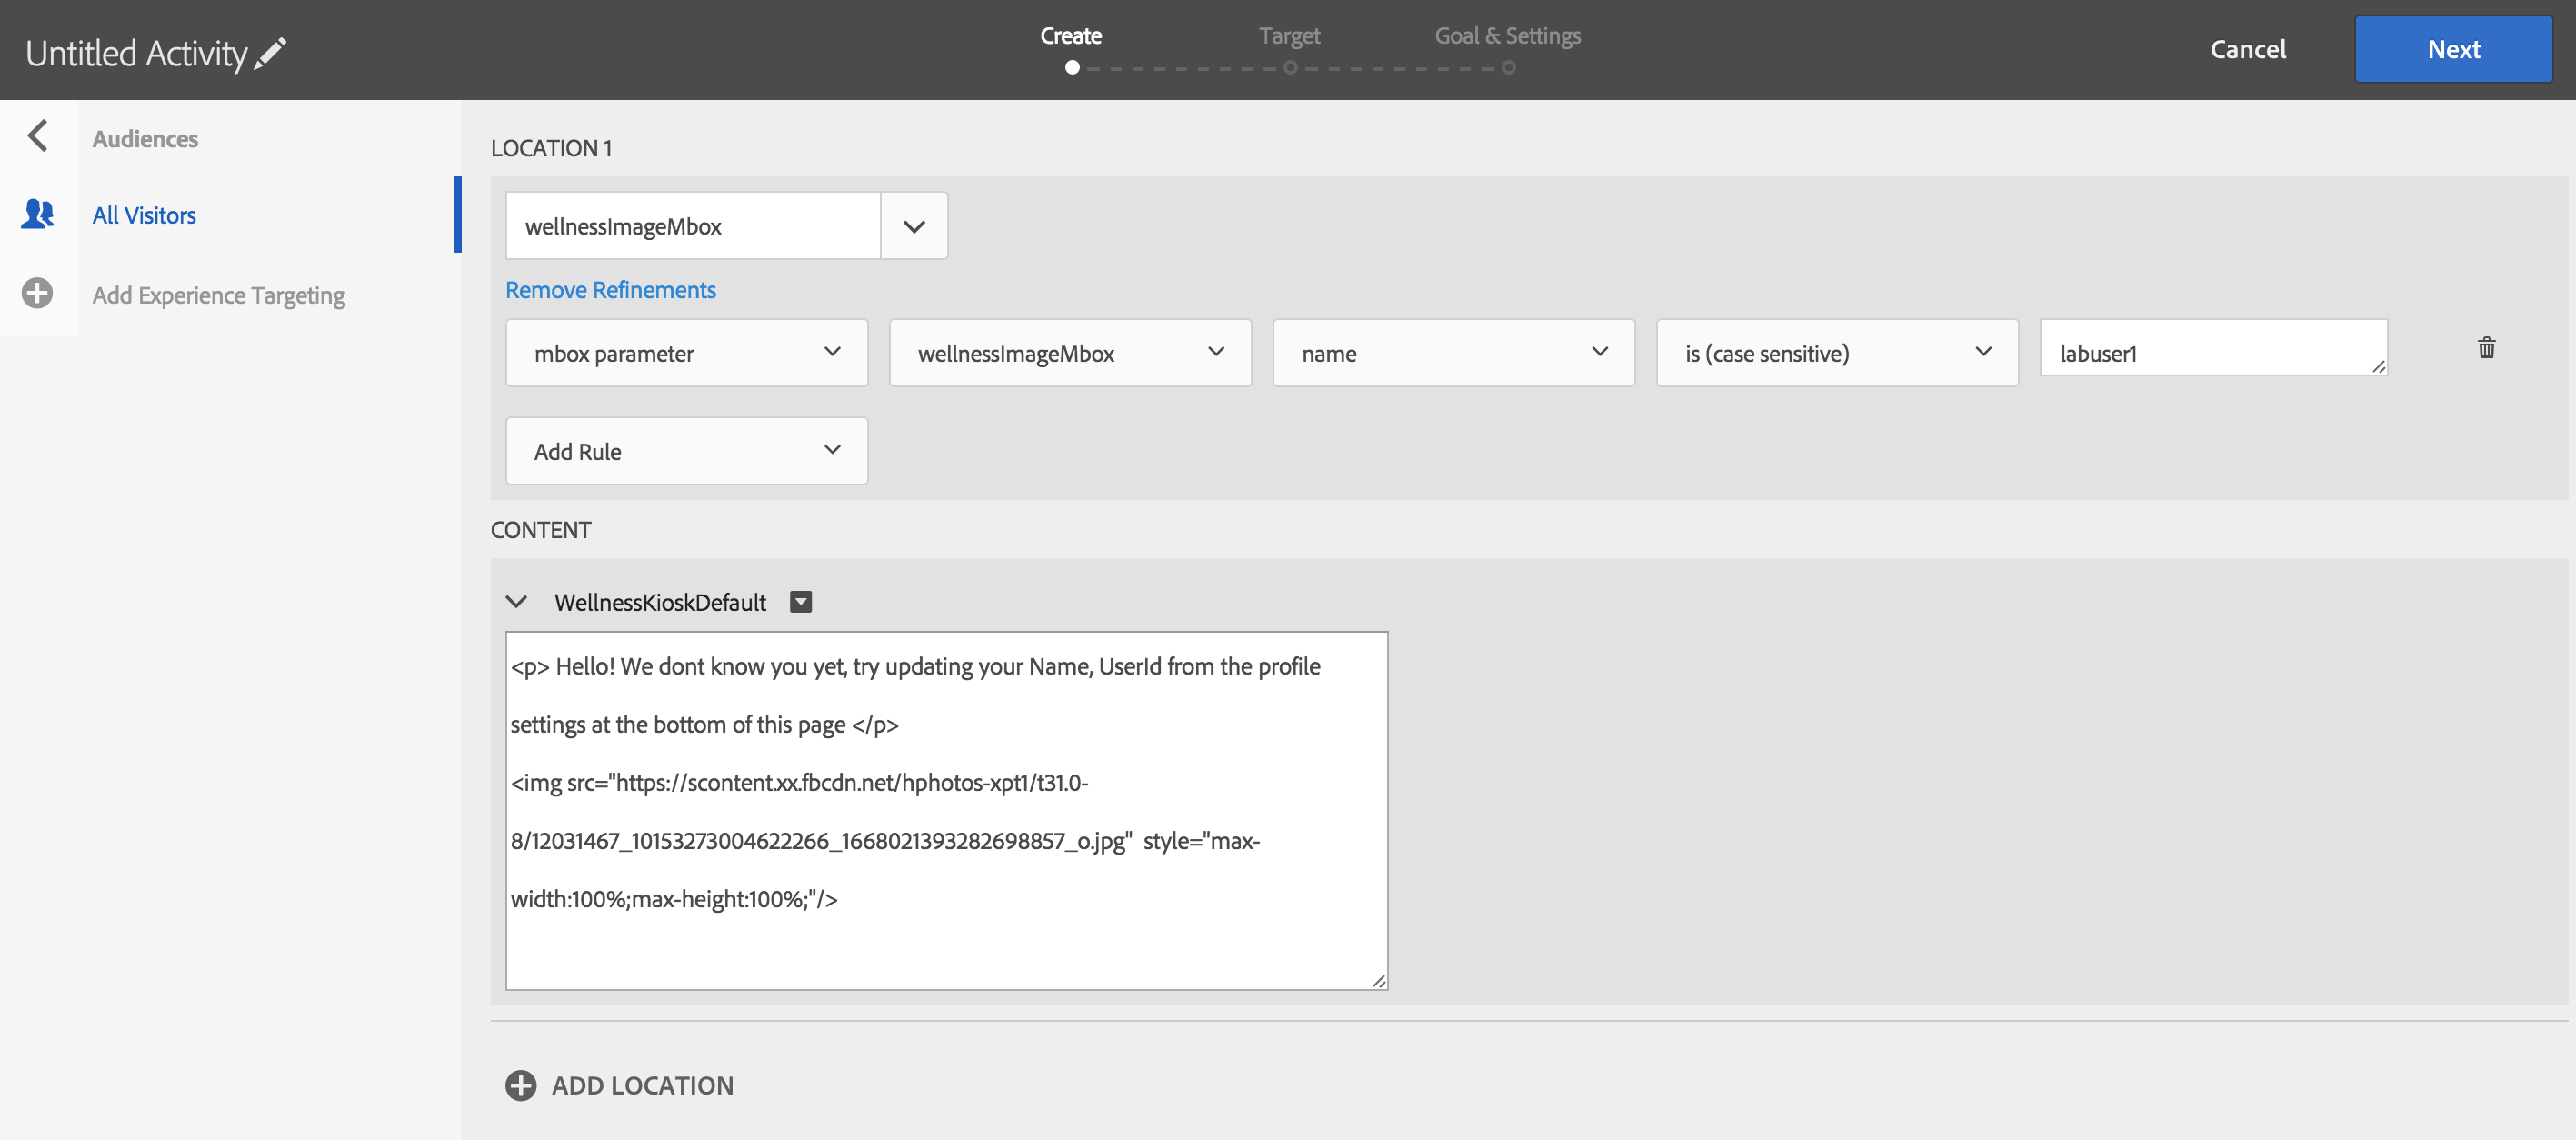 Untitled Activity
Create
Target
Goal & Settings
Cancel
Next
Audiences
All Visitors
Add Experience Targeting
LOCATION 1
wellnessImageMbox
Remove Refinements
mbox parameter
wellnessImageMbox
name
is (case sensitive)
labuser1
Add Rule
CONTENT
WellnessKioskDefault
<p> Hello! We dont know you yet, try updating your Name, UserId from the profile
settings at the bottom of this page </p>
<img src="https://scontent.xx.fbcdn.net/hphotos-xpt1/t31.0-
8/12031467_10153273004622266_1668021393282698857_o.jpg"  style="max-
width:100%;max-height:100%;"/>
ADD LOCATION